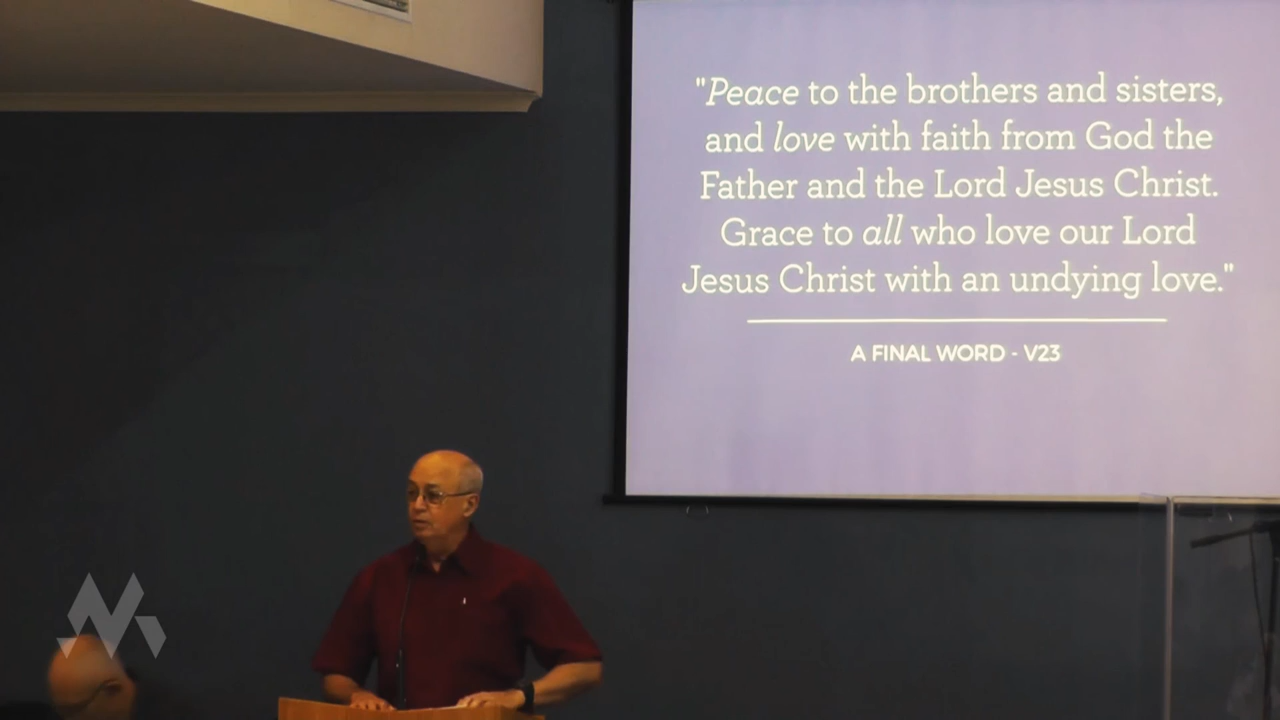 "Peace to the brothers and sisters,
and love with faith from God the
Father and the Lord Jesus Christ.
Grace to all who love our Lord
Jesus Christ with an undying love."
A FINAL WORD - V23